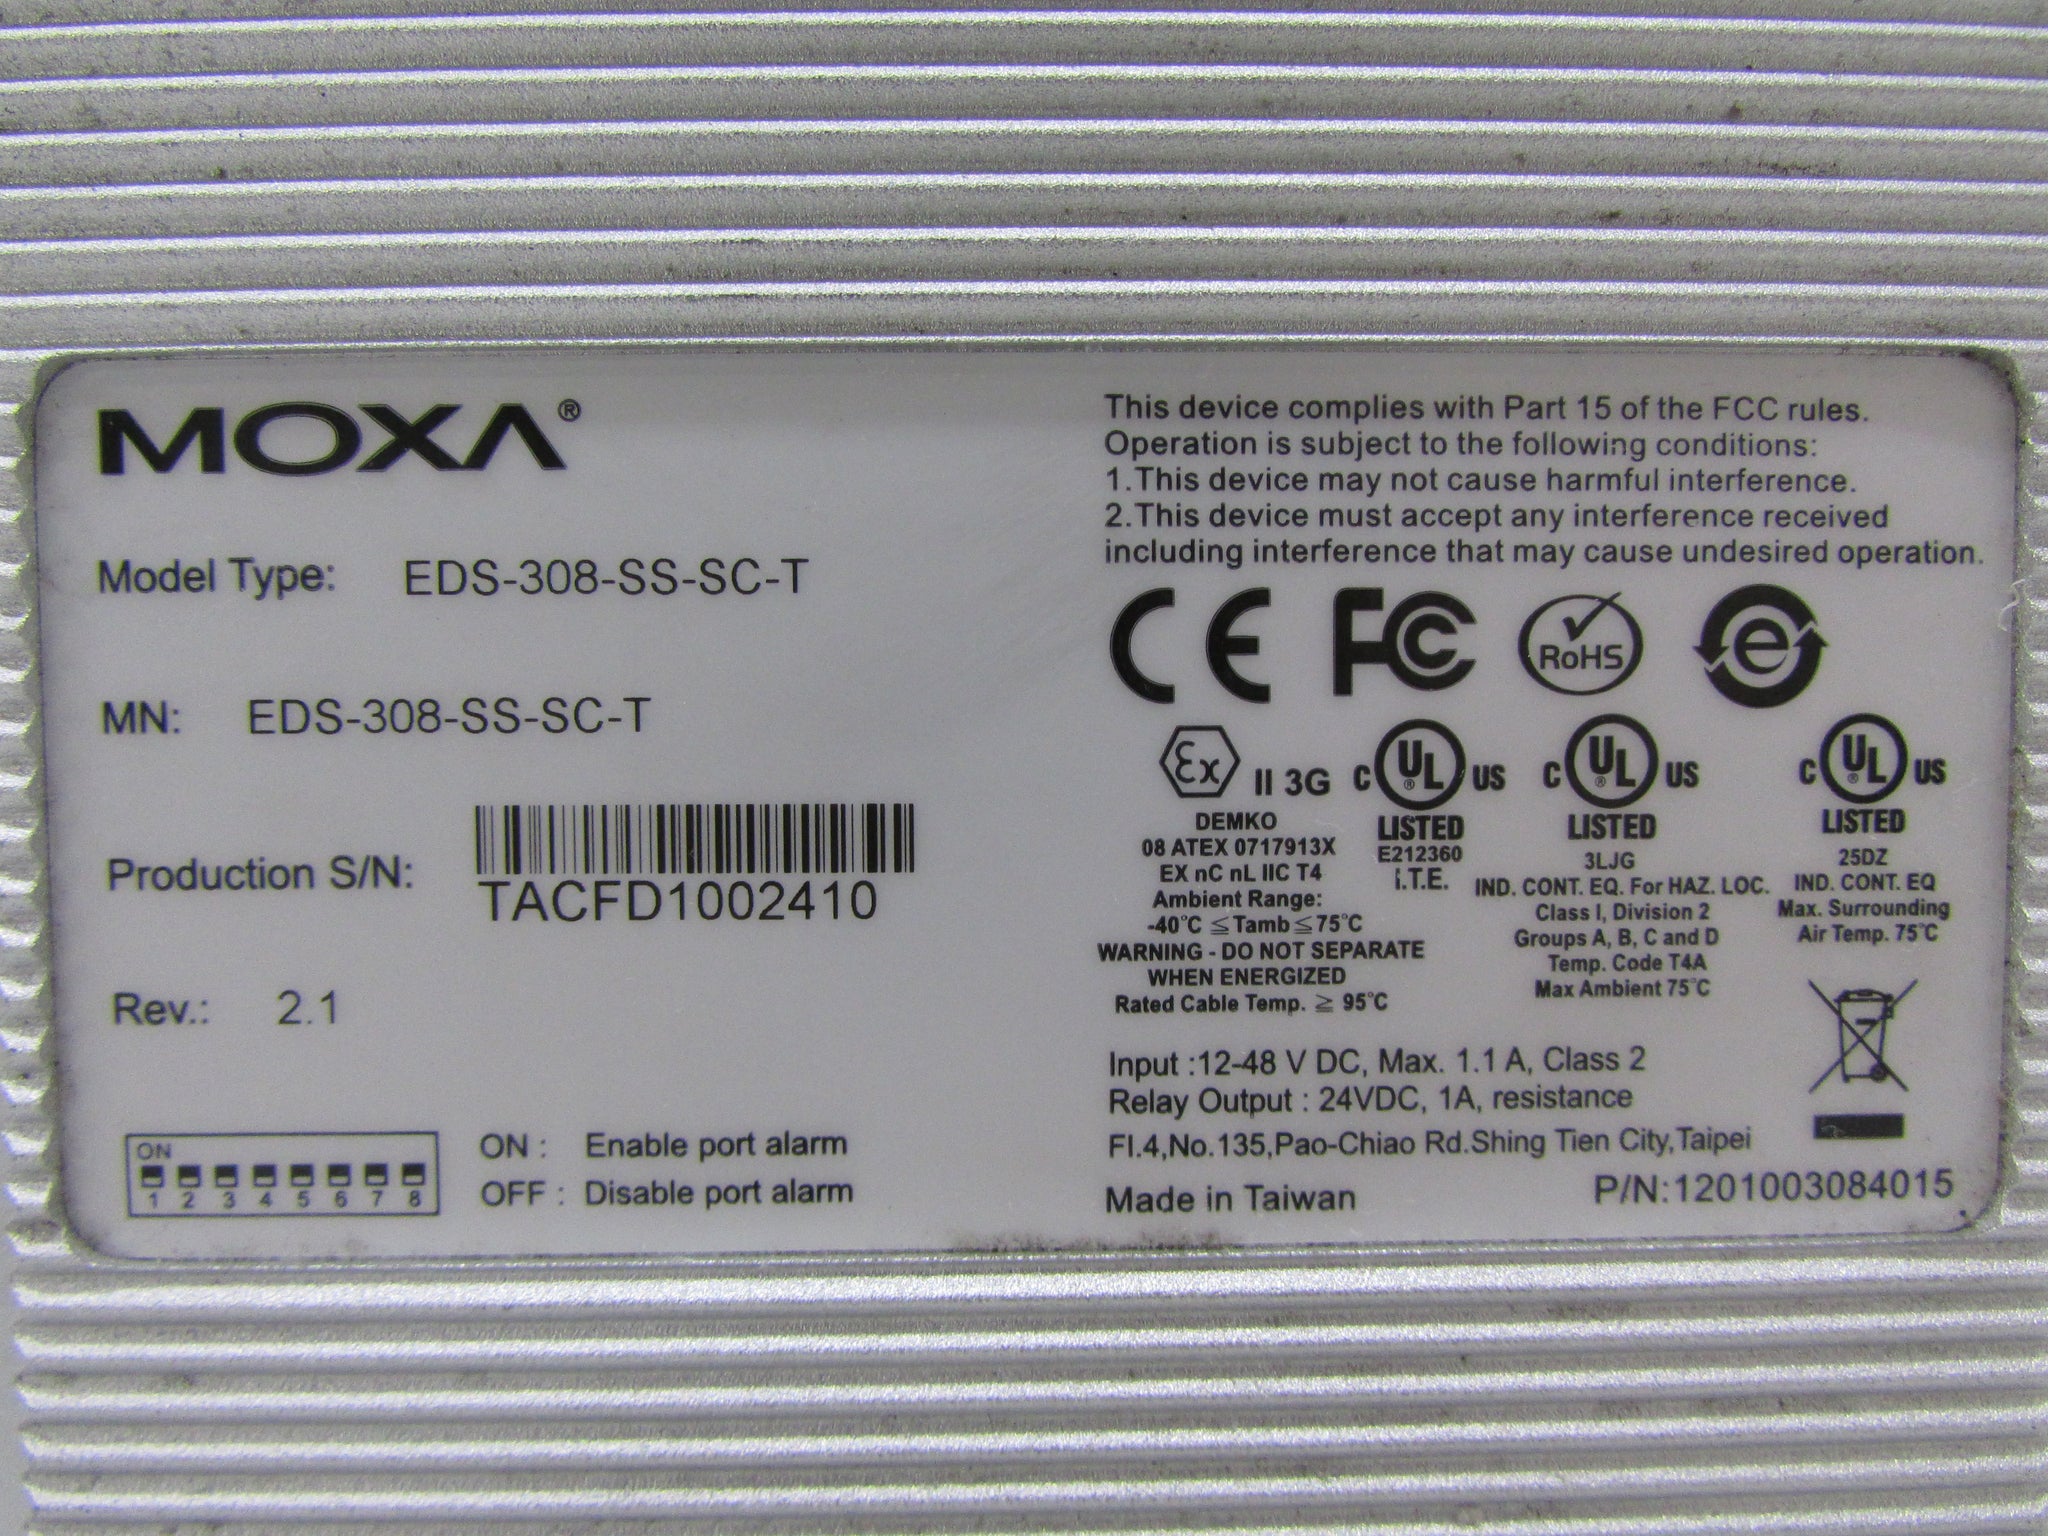 MOXA®
Model Type: EDS-308-SS-SC-T
MN: EDS-308-SS-SC-T
Production S/N:
TACFD1002410
Rev.: 2.1
ON
1 2 3 4 5 6 7 8
ON : Enable port alarm
OFF : Disable port alarm
This device complies with Part 15 of the FCC rules.
Operation is subject to the following conditions:
1.This device may not cause harmful interference.
2.This device must accept any interference received
including interference that may cause undesired operation.
CE FC RoHS e
Ex II 3G
DEMKO
08 ATEX 0717913X
EX nC nL IIC T4
Ambient Range:
-40°C ≦Tamb≦75°C
WARNING - DO NOT SEPARATE
WHEN ENERGIZED
Rated Cable Temp. ≧ 95°C
C UL® US
LISTED
E212360
I.T.E.
C UL® US
LISTED
3LJG
IND. CONT. EQ. For HAZ. LOC.
Class I, Division 2
Groups A, B, C and D
Temp. Code T4A
Max Ambient 75°C
C UL® US
LISTED
25DZ
IND. CONT. EQ
Max. Surrounding
Air Temp. 75°C
Input :12-48 V DC, Max. 1.1 A, Class 2
Relay Output : 24VDC, 1A, resistance
Fl.4,No.135,Pao-Chiao Rd.Shing Tien City,Taipei
Made in Taiwan
P/N:1201003084015